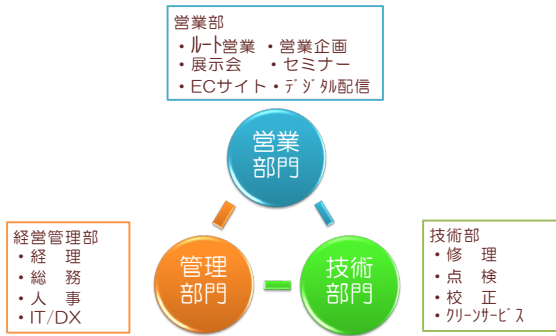 営業部
・ルート営業 ・営業企画
・展示会 ・セミナー
・ECサイト・デジタル配信
営業
部門
経営管理部
・経 理
・総 務
・人 事
・IT/DX
管理
部門
技術
部門
技術部
・修 理
・点 検
・校 正
・クリーンサービス